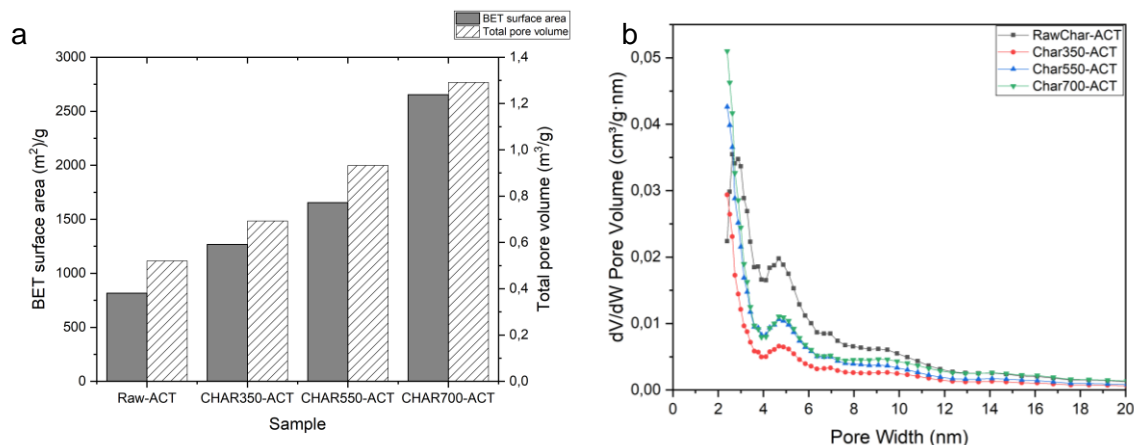 a
BET surface area
Total pore volume
3000
2500
2000
1500
1000
500
0
BET surface area (m²)/g
1,4
1,2
1,0
0,8
0,6
0,4
0,2
0,0
Total pore volume (m³/g)
Raw-ACT CHAR350-ACT CHAR550-ACT CHAR700-ACT
Sample
b
RawChar-ACT
Char350-ACT
Char550-ACT
Char700-ACT
0,05
0,04
0,03
0,02
0,01
0,00
dV/dW Pore Volume (cm³/g·nm)
0 2 4 6 8 10 12 14 16 18 20
Pore Width (nm)